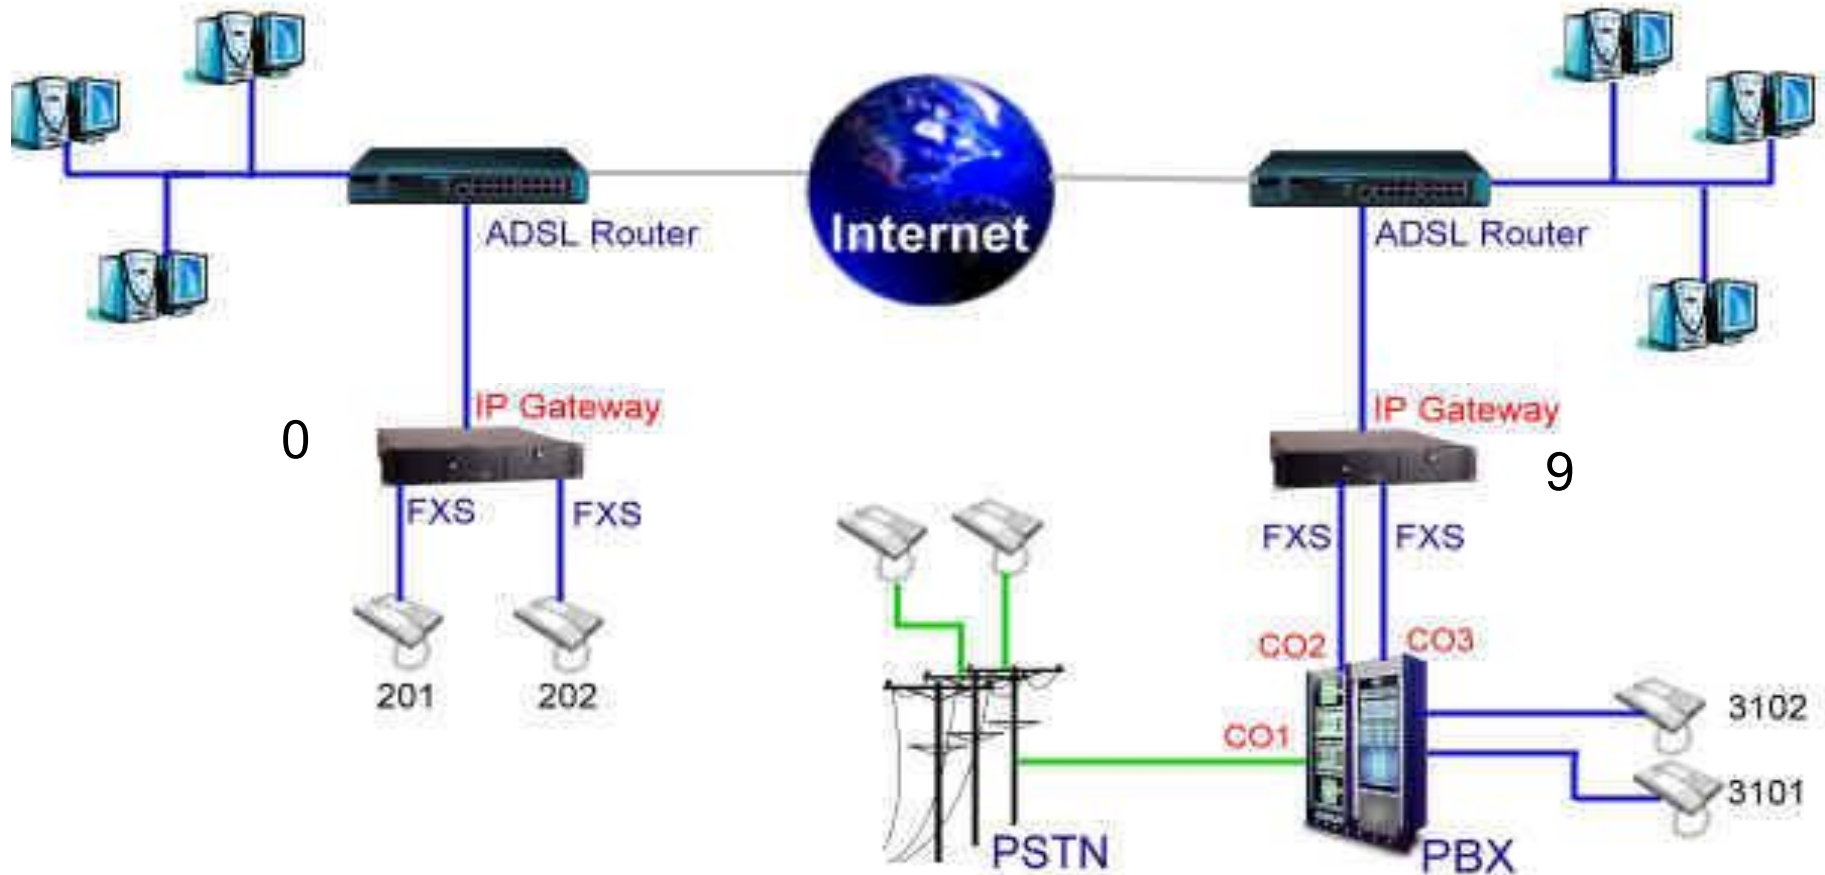 ADSL Router
Internet
ADSL Router
IP Gateway
0
FXS
FXS
201
202
IP Gateway
9
FXS
FXS
CO2
CO3
CO1
3102
3101
PSTN
PBX